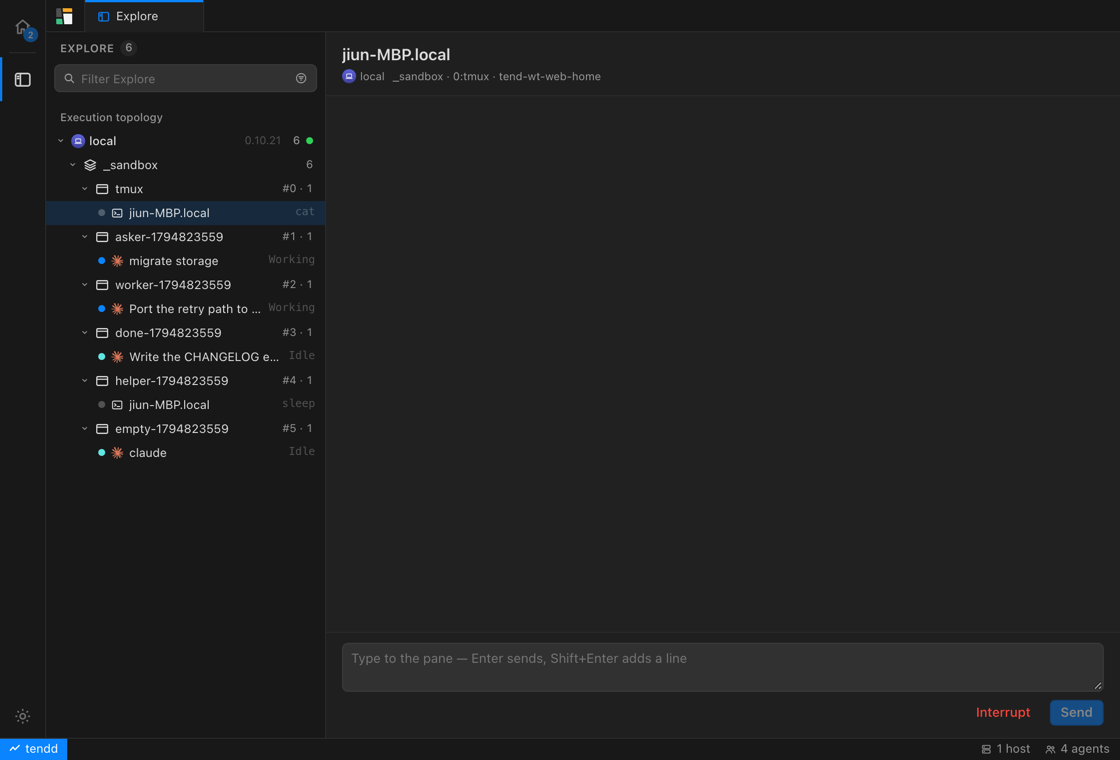 2
Explore
EXPLORE 6
Filter Explore
Execution topology
local 0.10.21 6
_sandbox 6
tmux #0 · 1
jiun-MBP.local cat
asker-1794823559 #1 · 1
migrate storage Working
worker-1794823559 #2 · 1
Port the retry path to ... Working
done-1794823559 #3 · 1
Write the CHANGELOG e... Idle
helper-1794823559 #4 · 1
jiun-MBP.local sleep
empty-1794823559 #5 · 1
claude Idle
jiun-MBP.local
local _sandbox · 0:tmux · tend-wt-web-home
Type to the pane — Enter sends, Shift+Enter adds a line
Interrupt Send
tendd 1 host 4 agents